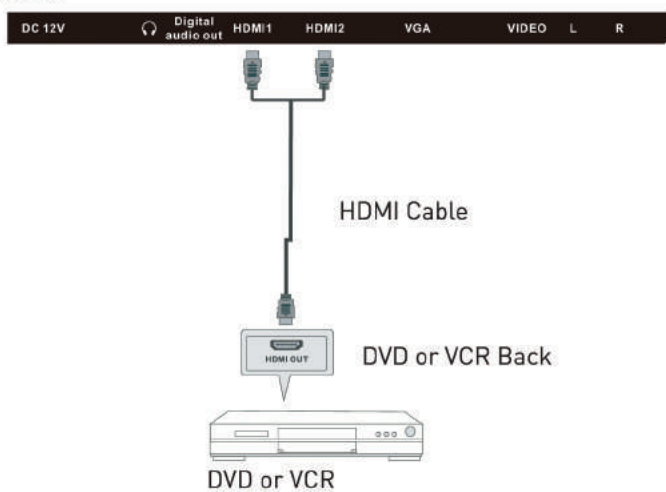 DC 12V Digital audio out HDMI1 HDMI2 VGA VIDEO L R
HDMI Cable
HDMI OUT
DVD or VCR Back
DVD or VCR